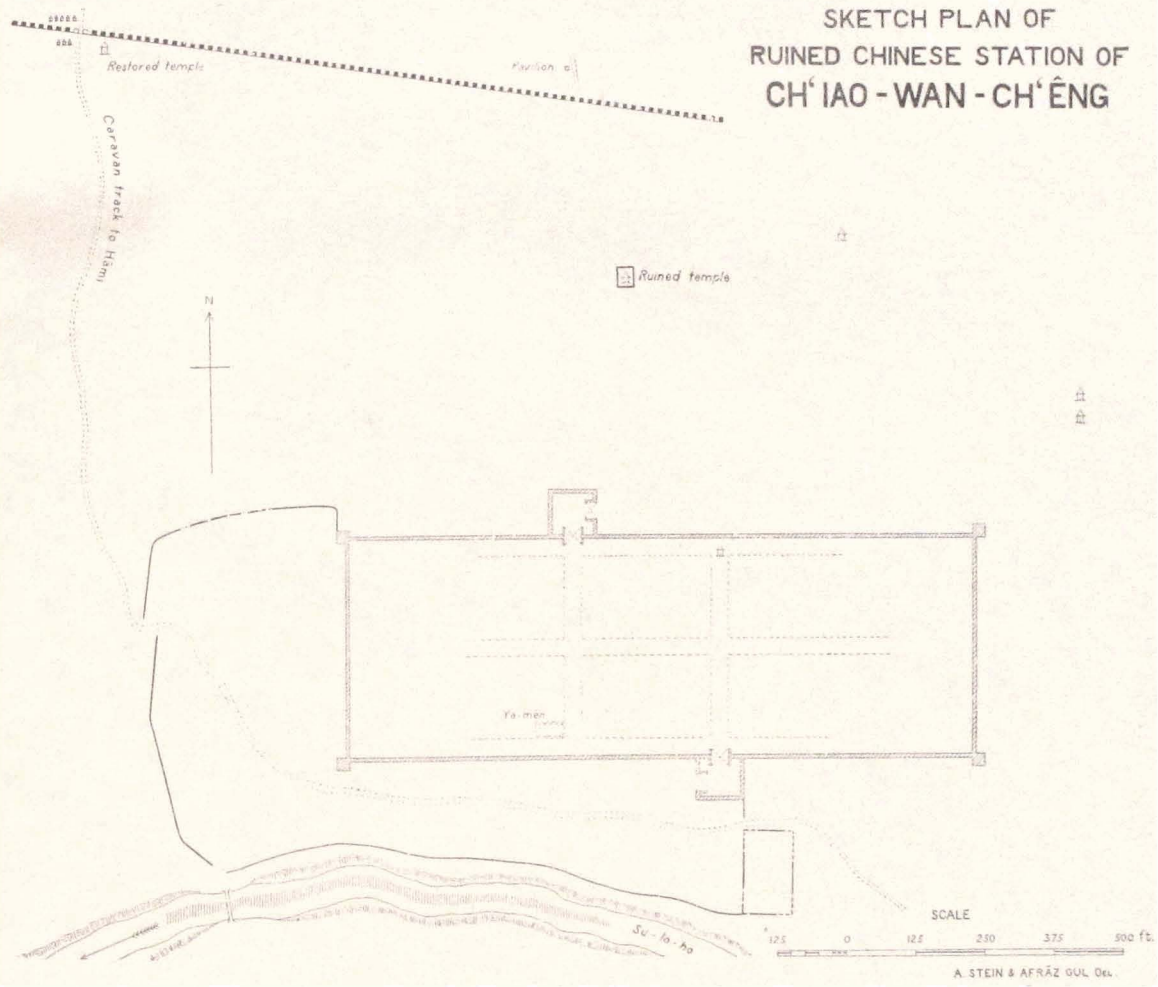 SKETCH PLAN OF
RUINED CHINESE STATION OF
CH‘IAO-WAN-CH‘ÊNG
Restored temple
Pavilion
Caravan track to Hāmi
Ruined temple
N
Ya-mên
Su-lo-ho
SCALE
125 0 125 250 375 500 ft.
A. STEIN & AFRĀZ GUL DEL.